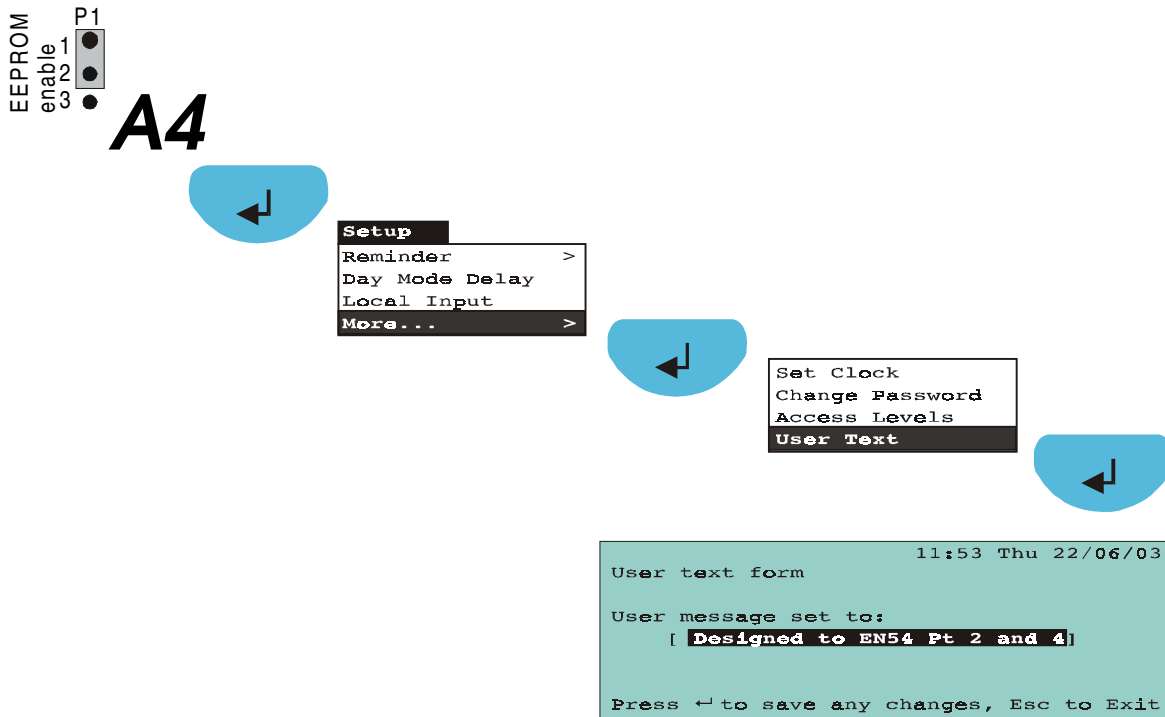 P1
EEPROM
enable
1
2
3
A4
Setup
Reminder >
Day Mode Delay
Local Input
More... >
Set Clock
Change Password
Access Levels
User Text
11:53 Thu 22/06/03
User text form
User message set to:
[ Designed to EN54 Pt 2 and 4]
Press ↵ to save any changes, Esc to Exit